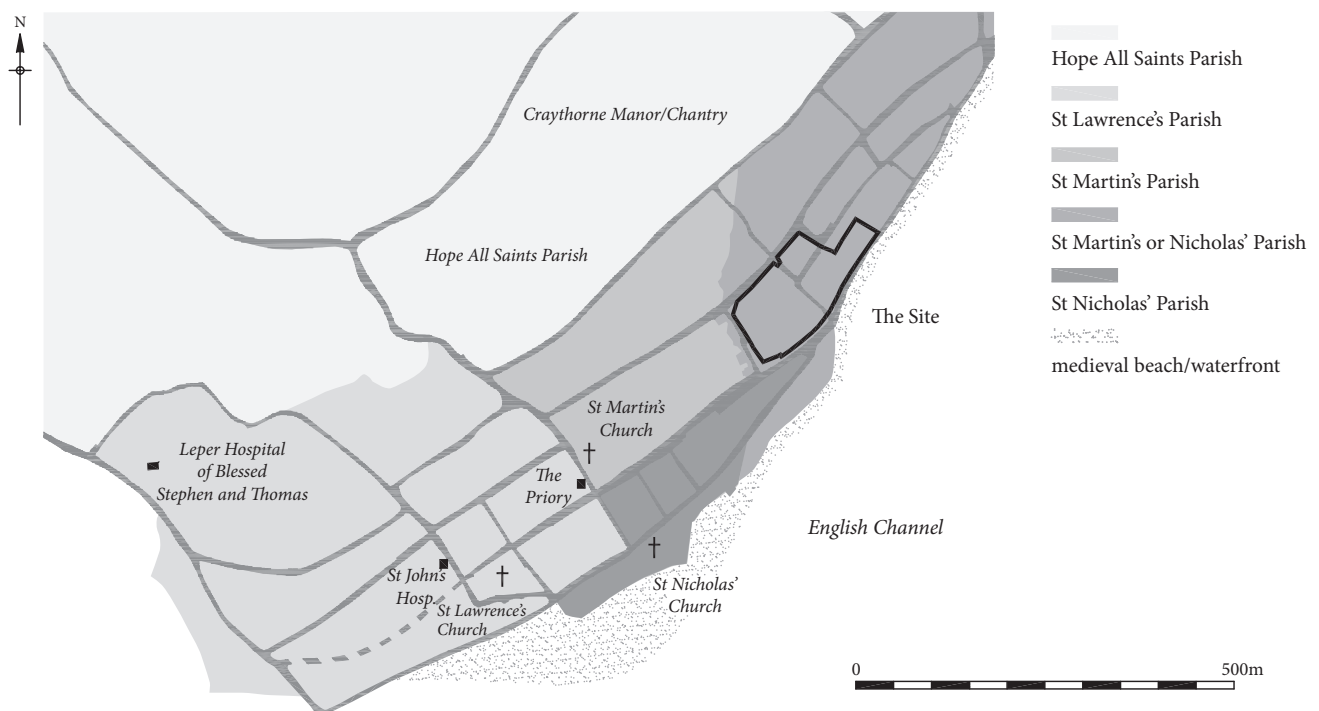 N
Craythorne Manor/Chantry
Hope All Saints Parish
The Site
St Martin's
Church
Leper Hospital
of Blessed
Stephen and Thomas
The
Priory
English Channel
St John's
Hosp.
St Lawrence's
Church
St Nicholas'
Church
Hope All Saints Parish
St Lawrence's Parish
St Martin's Parish
St Martin's or Nicholas' Parish
St Nicholas' Parish
medieval beach/waterfront
0
500m